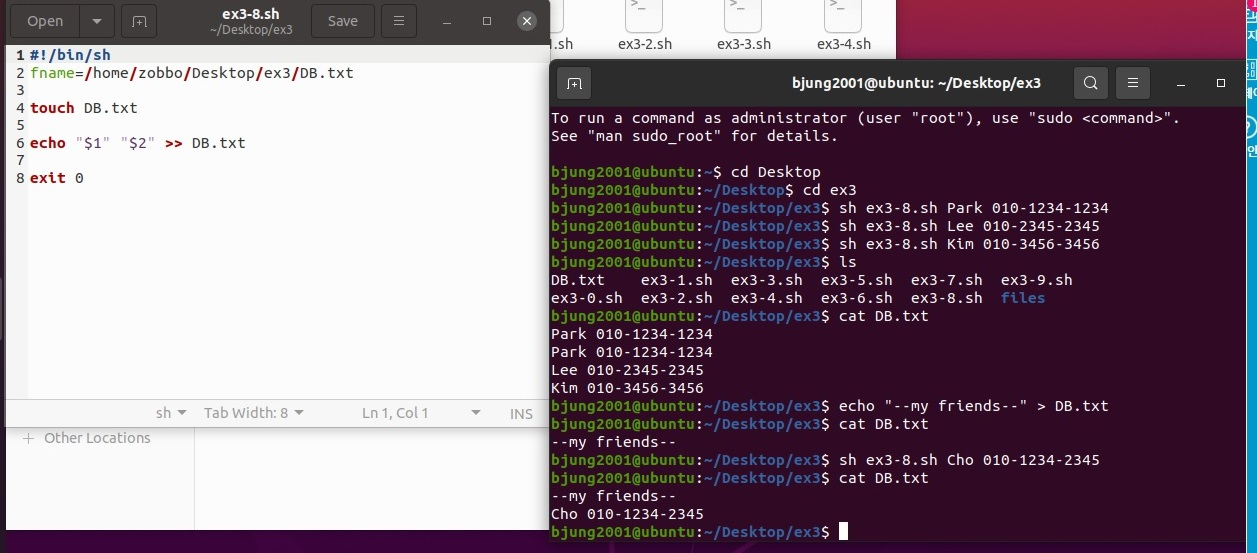 Open
ex3-8.sh
~/Desktop/ex3
Save
#!/bin/sh
fname=/home/zobbo/Desktop/ex3/DB.txt
touch DB.txt
echo "$1" "$2" >> DB.txt
exit 0
1
2
3
4
5
6
7
8
sh
Tab Width: 8
Ln 1, Col 1
INS
Other Locations
1.sh
ex3-2.sh
ex3-3.sh
ex3-4.sh
bjung2001@ubuntu: ~/Desktop/ex3
To run a command as administrator (user "root"), use "sudo <command>".
See "man sudo_root" for details.
bjung2001@ubuntu:~$ cd Desktop
bjung2001@ubuntu:~/Desktop$ cd ex3
bjung2001@ubuntu:~/Desktop/ex3$ sh ex3-8.sh Park 010-1234-1234
bjung2001@ubuntu:~/Desktop/ex3$ sh ex3-8.sh Lee 010-2345-2345
bjung2001@ubuntu:~/Desktop/ex3$ sh ex3-8.sh Kim 010-3456-3456
bjung2001@ubuntu:~/Desktop/ex3$ ls
DB.txt ex3-1.sh ex3-3.sh ex3-5.sh ex3-7.sh ex3-9.sh
ex3-0.sh ex3-2.sh ex3-4.sh ex3-6.sh ex3-8.sh files
bjung2001@ubuntu:~/Desktop/ex3$ cat DB.txt
Park 010-1234-1234
Park 010-1234-1234
Lee 010-2345-2345
Kim 010-3456-3456
bjung2001@ubuntu:~/Desktop/ex3$ echo "--my friends--" > DB.txt
bjung2001@ubuntu:~/Desktop/ex3$ cat DB.txt
--my friends--
bjung2001@ubuntu:~/Desktop/ex3$ sh ex3-8.sh Cho 010-1234-2345
bjung2001@ubuntu:~/Desktop/ex3$ cat DB.txt
--my friends--
Cho 010-1234-2345
bjung2001@ubuntu:~/Desktop/ex3$